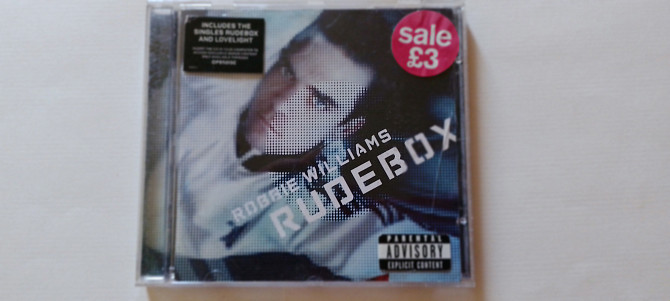 INCLUDES THE
SINGLES RUDEBOX
AND LOVELIGHT
sale
£3
ROBBIE WILLIAMS
RUDEBOX
PARENTAL
ADVISORY
EXPLICIT CONTENT